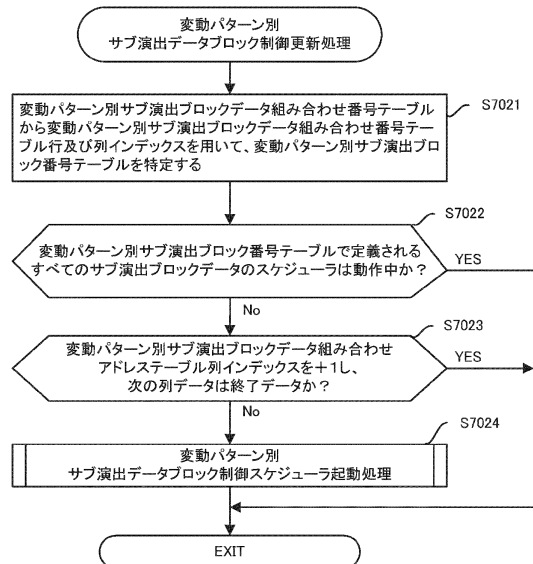 変動パターン別
サブ演出データブロック制御更新処理
S7021
変動パターン別サブ演出ブロックデータ組み合わせ番号テーブル
から変動パターン別サブ演出ブロックデータ組み合わせ番号テー
ブル行及び列インデックスを用いて、変動パターン別サブ演出ブロ
ック番号テーブルを特定する
S7022
変動パターン別サブ演出ブロック番号テーブルで定義される
すべてのサブ演出ブロックデータのスケジューラは動作中か?
YES
No
S7023
変動パターン別サブ演出ブロックデータ組み合わせ
アドレステーブル列インデックスを+1し、
次の列データは終了データか?
YES
No
S7024
変動パターン別
サブ演出データブロック制御スケジューラ起動処理
EXIT